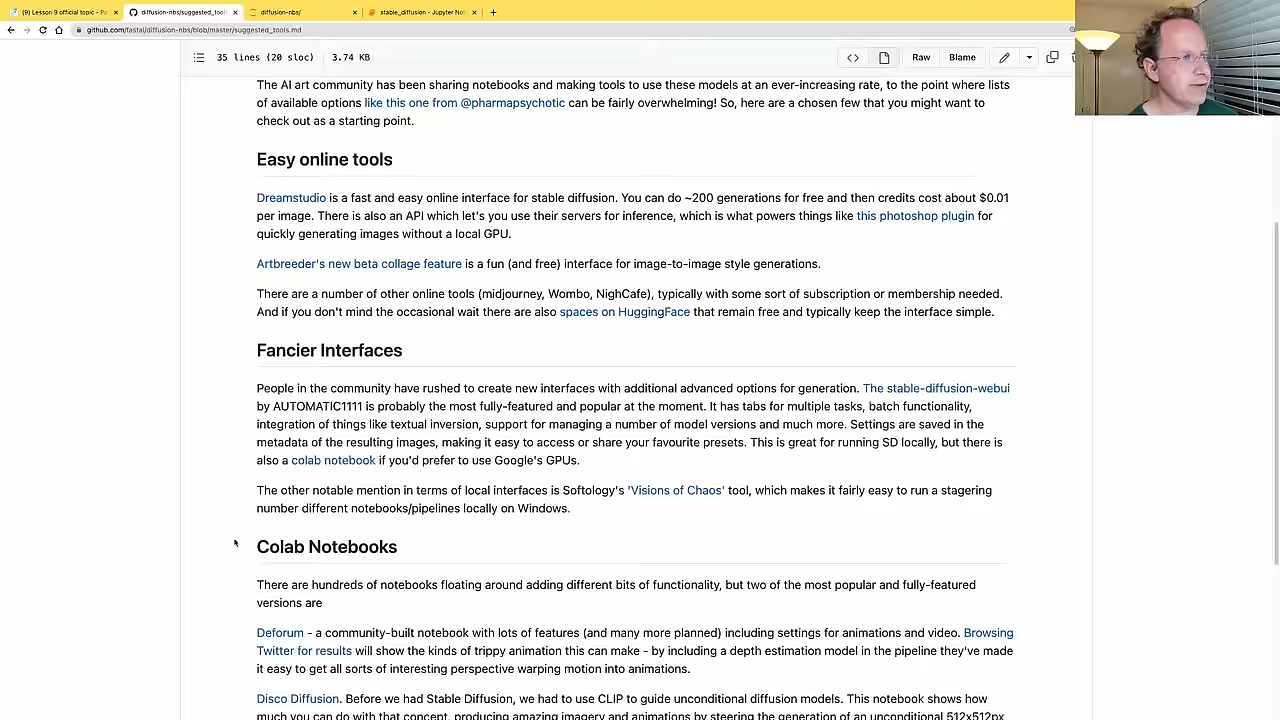 (9) Lesson 9 official topic - Pa
diffusion-nbs/suggested_tools
diffusion-nbs/
stable_diffusion - Jupyter No
github.com/fastai/diffusion-nbs/blob/master/suggested_tools.md
35 lines (20 sloc) 3.74 KB
Raw
Blame
The AI art community has been sharing notebooks and making tools to use these models at an ever-increasing rate, to the point where lists
of available options like this one from @pharmapsychotic can be fairly overwhelming! So, here are a chosen few that you might want to
check out as a starting point.
Easy online tools
Dreamstudio is a fast and easy online interface for stable diffusion. You can do ~200 generations for free and then credits cost about $0.01
per image. There is also an API which let's you use their servers for inference, which is what powers things like this photoshop plugin for
quickly generating images without a local GPU.
Artbreeder's new beta collage feature is a fun (and free) interface for image-to-image style generations.
There are a number of other online tools (midjourney, Wombo, NighCafe), typically with some sort of subscription or membership needed.
And if you don't mind the occasional wait there are also spaces on HuggingFace that remain free and typically keep the interface simple.
Fancier Interfaces
People in the community have rushed to create new interfaces with additional advanced options for generation. The stable-diffusion-webui
by AUTOMATIC1111 is probably the most fully-featured and popular at the moment. It has tabs for multiple tasks, batch functionality,
integration of things like textual inversion, support for managing a number of model versions and much more. Settings are saved in the
metadata of the resulting images, making it easy to access or share your favourite presets. This is great for running SD locally, but there is
also a colab notebook if you'd prefer to use Google's GPUs.
The other notable mention in terms of local interfaces is Softology's 'Visions of Chaos' tool, which makes it fairly easy to run a stagering
number different notebooks/pipelines locally on Windows.
Colab Notebooks
There are hundreds of notebooks floating around adding different bits of functionality, but two of the most popular and fully-featured
versions are
Deforum - a community-built notebook with lots of features (and many more planned) including settings for animations and video. Browsing
Twitter for results will show the kinds of trippy animation this can make - by including a depth estimation model in the pipeline they've made
it easy to get all sorts of interesting perspective warping motion into animations.
Disco Diffusion. Before we had Stable Diffusion, we had to use CLIP to guide unconditional diffusion models. This notebook shows how
much you can do with that concept, producing amazing imagery and animations by steering the generation of an unconditional 512x512px